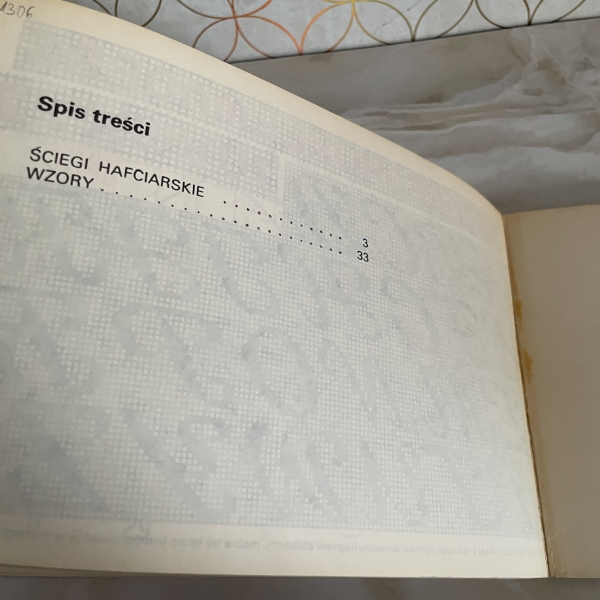 1306
Spis treści
ŚCIEGI HAFCIARSKIE . . . . . . . . . . . 3
WZORY . . . . . . . . . . . . . . . . . . . . 33